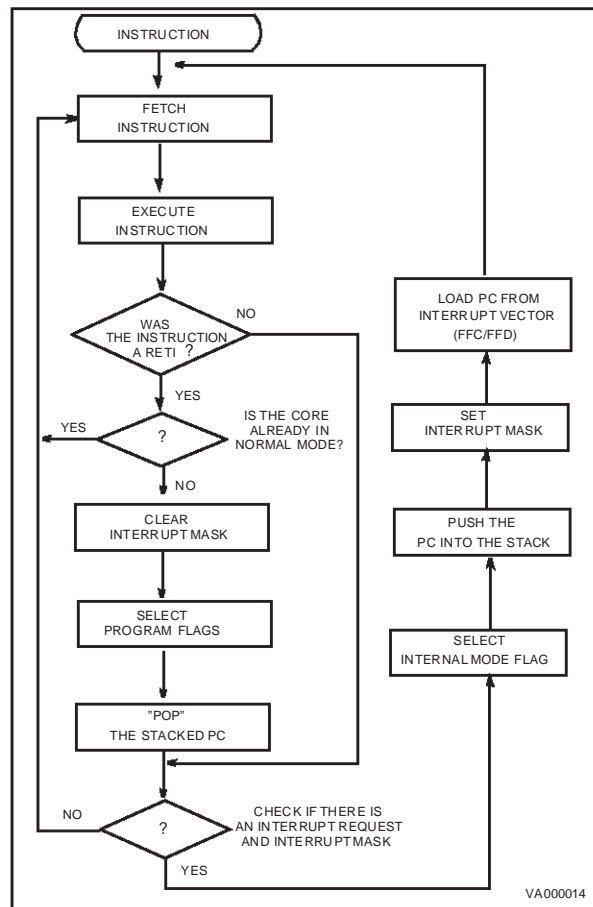 INSTRUCTION
FETCH
INSTRUCTION
EXECUTE
INSTRUCTION
WAS
THE INSTRUCTION
A RETI ?
NO
YES
?
YES
IS THE CORE
ALREADY IN
NORMAL MODE?
NO
CLEAR
INTERRUPT MASK
SELECT
PROGRAM FLAGS
"POP"
THE STACKED PC
NO
?
CHECK IF THERE IS
AN INTERRUPT REQUEST
AND INTERRUPT MASK
YES
SELECT
INTERNAL MODE FLAG
PUSH THE
PC INTO THE STACK
SET
INTERRUPT MASK
LOAD PC FROM
INTERRUPT VECTOR
(FFC/FFD)
VA000014